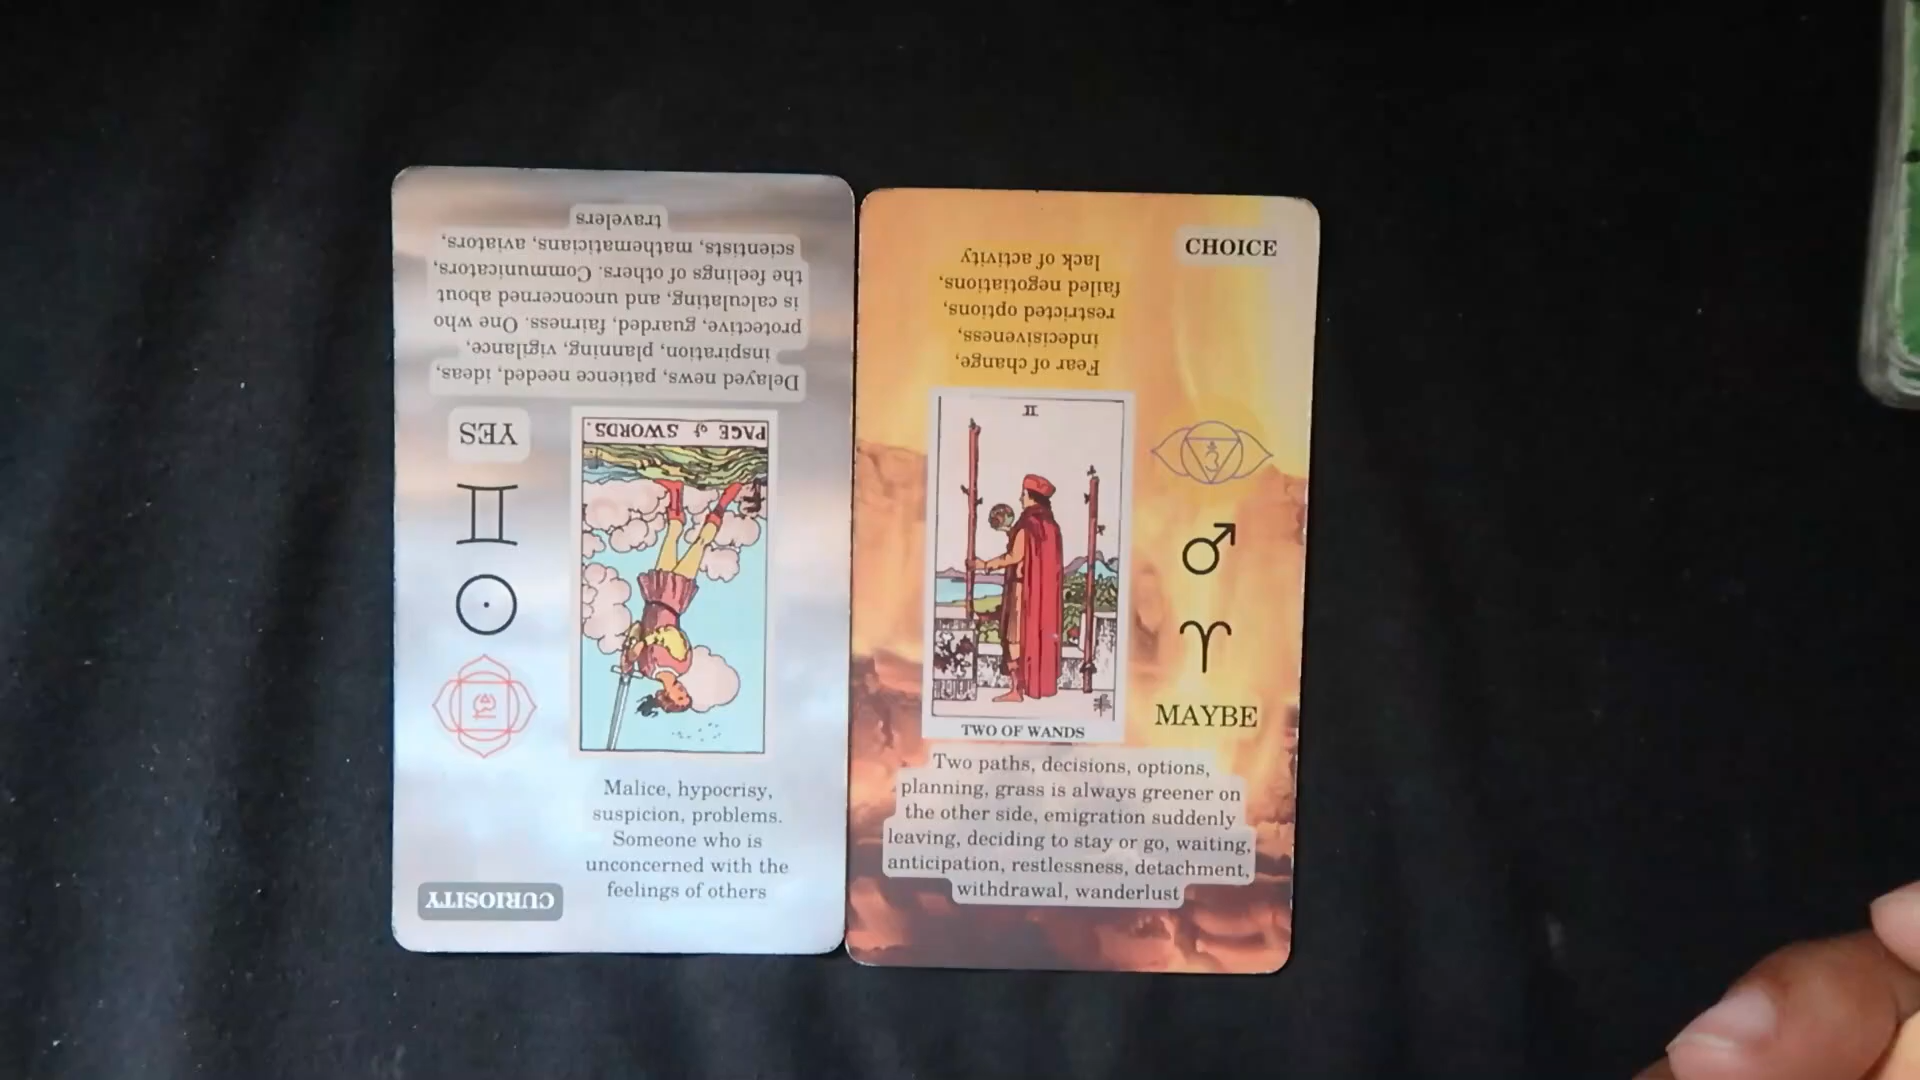 Delayed news, patience needed, ideas,
inspiration, planning, vigilance,
protective, guarded, fairness. One who
is calculating, and unconcerned about
the feelings of others. Communicators,
scientists, mathematicians, aviators,
travelers
YES
PAGE of SWORDS.
Malice, hypocrisy,
suspicion, problems.
Someone who is
unconcerned with the
feelings of others
CURIOSITY
CHOICE
Fear of change,
indecisiveness,
restricted options,
failed negotiations,
lack of activity
II
TWO OF WANDS
MAYBE
Two paths, decisions, options,
planning, grass is always greener on
the other side, emigration suddenly
leaving, deciding to stay or go, waiting,
anticipation, restlessness, detachment,
withdrawal, wanderlust